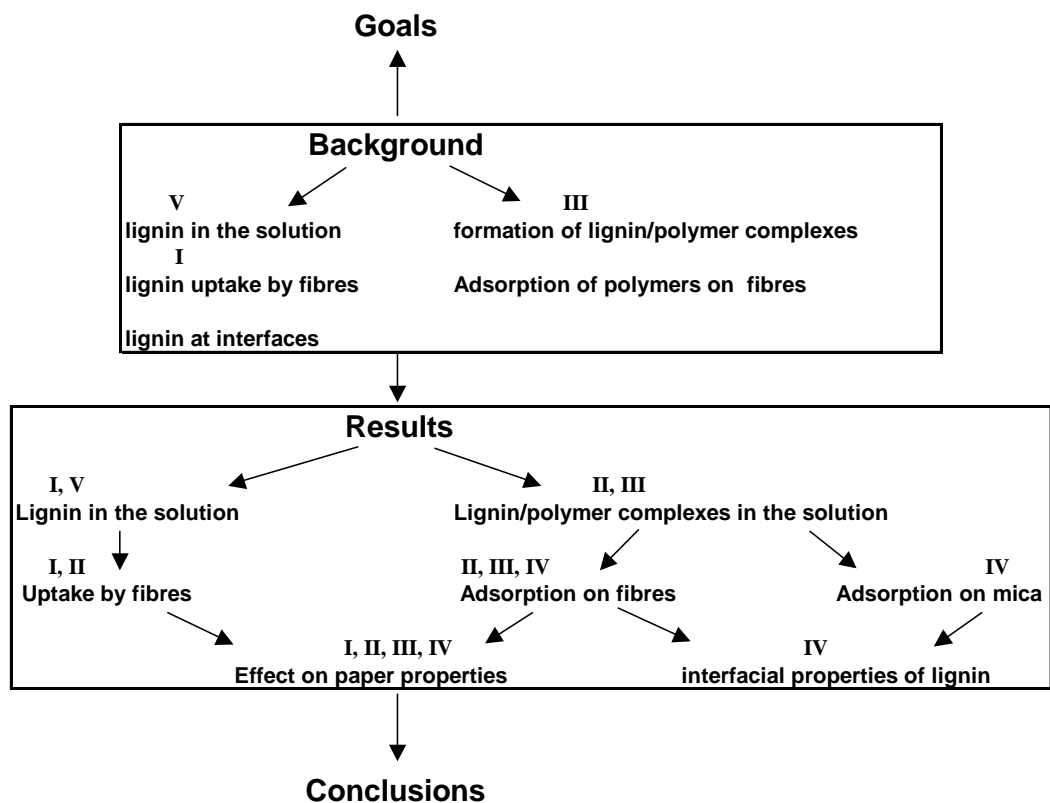 Goals
Background
V III
lignin in the solution formation of lignin/polymer complexes
I
lignin uptake by fibres Adsorption of polymers on fibres
lignin at interfaces
Results
I, V II, III
Lignin in the solution Lignin/polymer complexes in the solution
I, II II, III, IV IV
Uptake by fibres Adsorption on fibres Adsorption on mica
I, II, III, IV IV
Effect on paper properties interfacial properties of lignin
Conclusions